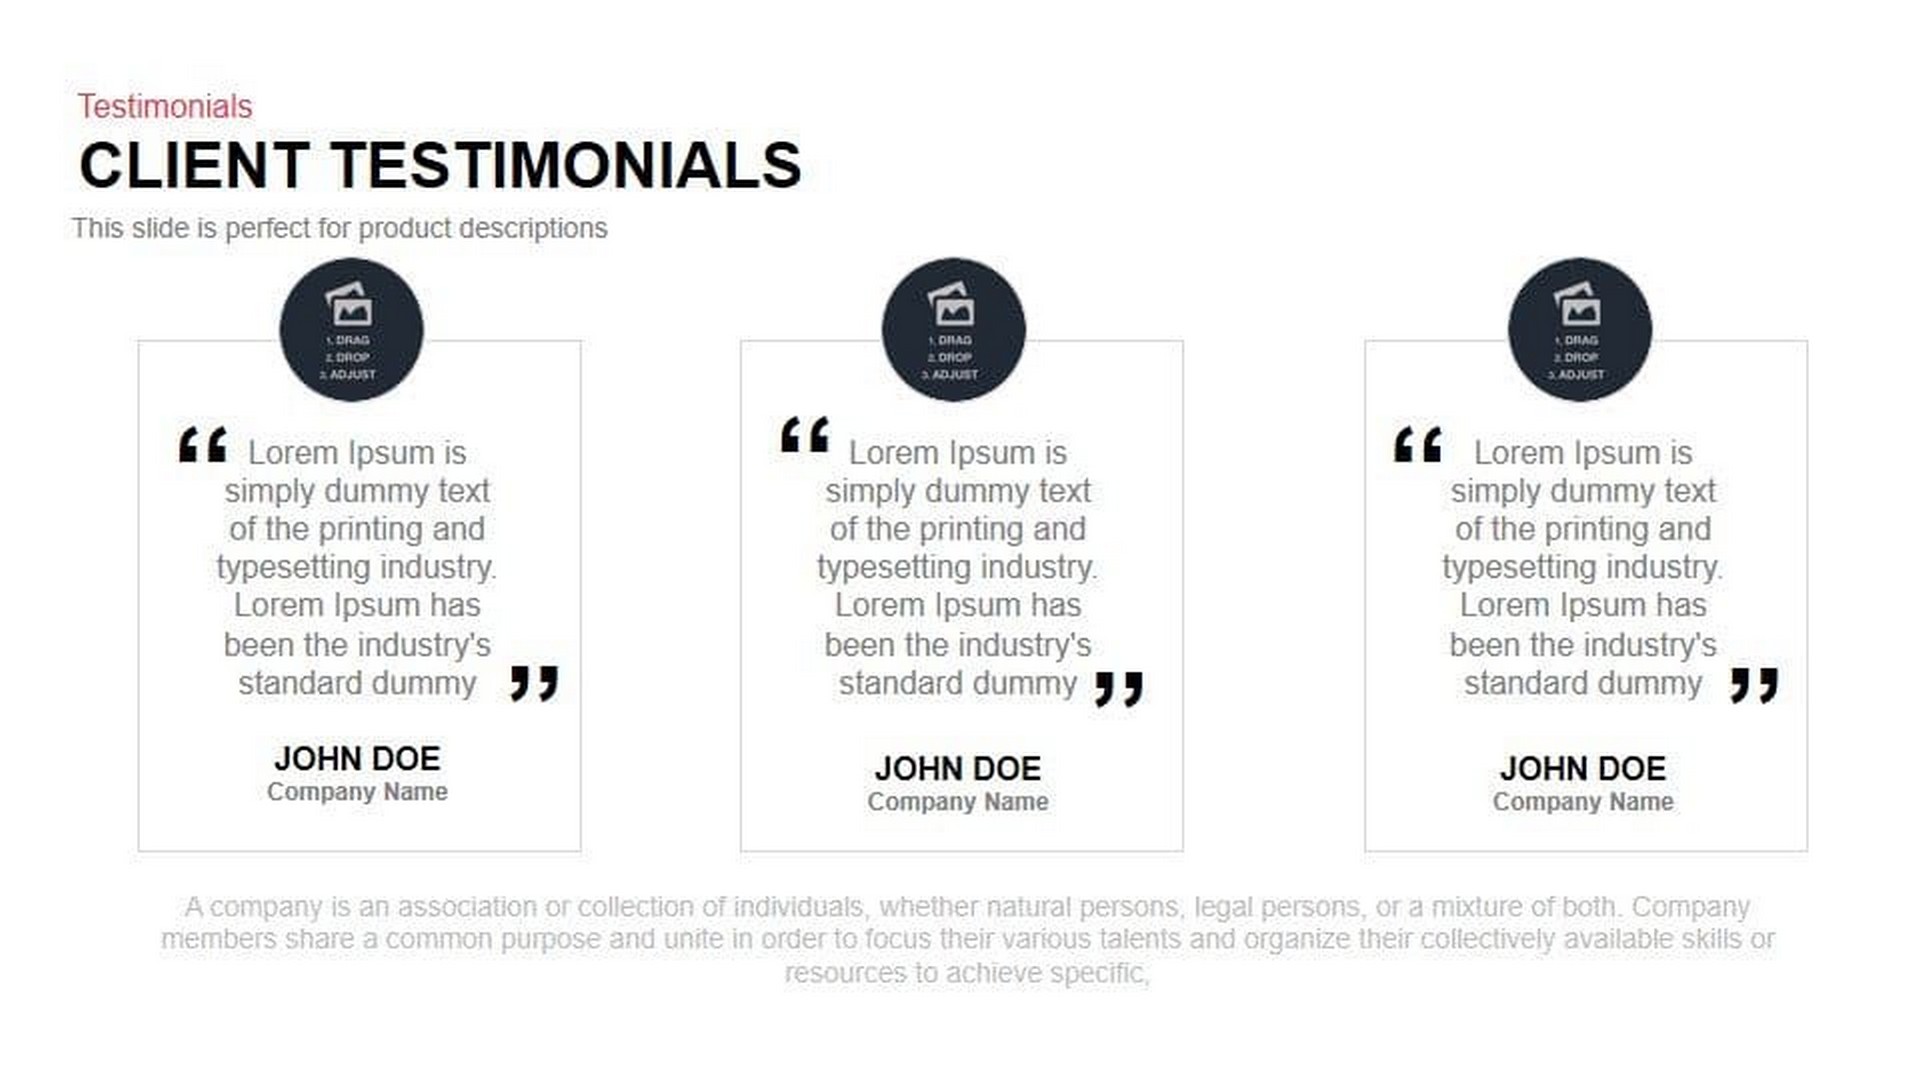 Testimonials
CLIENT TESTIMONIALS
This slide is perfect for product descriptions
1. DRAG
2. DROP
3. ADJUST
“ Lorem Ipsum is
simply dummy text
of the printing and
typesetting industry.
Lorem Ipsum has
been the industry's
standard dummy ”
JOHN DOE
Company Name
1. DRAG
2. DROP
3. ADJUST
“ Lorem Ipsum is
simply dummy text
of the printing and
typesetting industry.
Lorem Ipsum has
been the industry's
standard dummy ”
JOHN DOE
Company Name
1. DRAG
2. DROP
3. ADJUST
“ Lorem Ipsum is
simply dummy text
of the printing and
typesetting industry.
Lorem Ipsum has
been the industry's
standard dummy ”
JOHN DOE
Company Name
A company is an association or collection of individuals, whether natural persons, legal persons, or a mixture of both. Company
members share a common purpose and unite in order to focus their various talents and organize their collectively available skills or
resources to achieve specific,